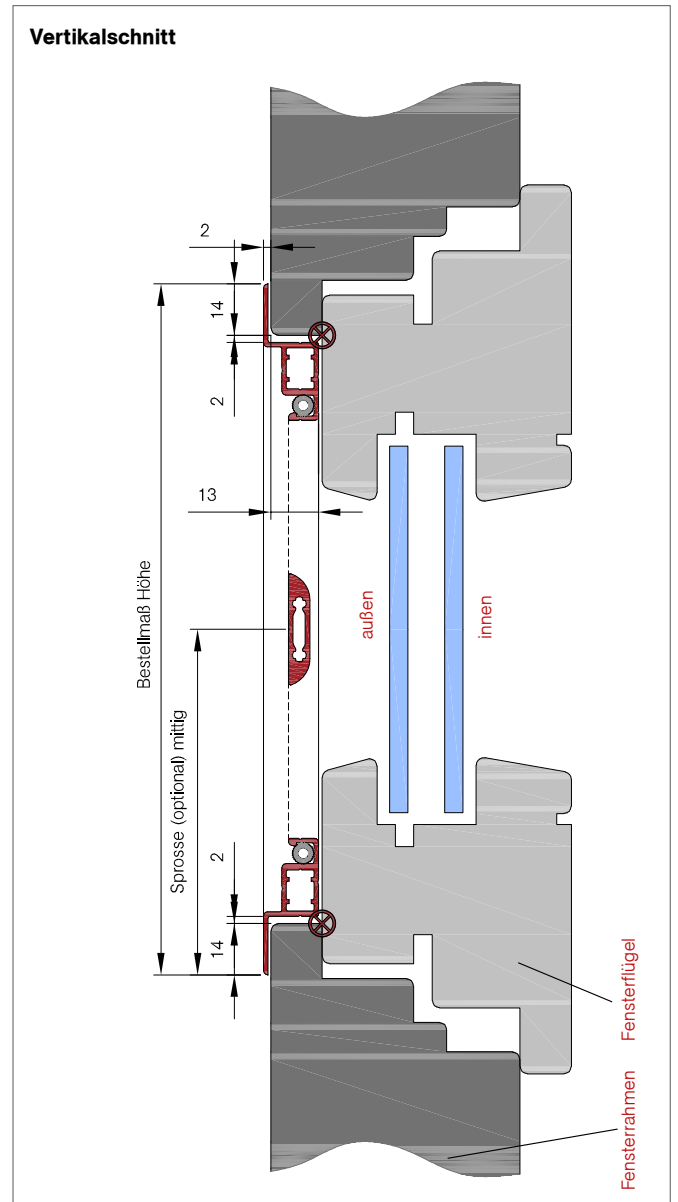 Vertikalschnitt
2
14
2
13
Bestellmaß Höhe
außen
innen
Sprosse (optional) mittig
2
14
Fensterflügel
Fensterrahmen